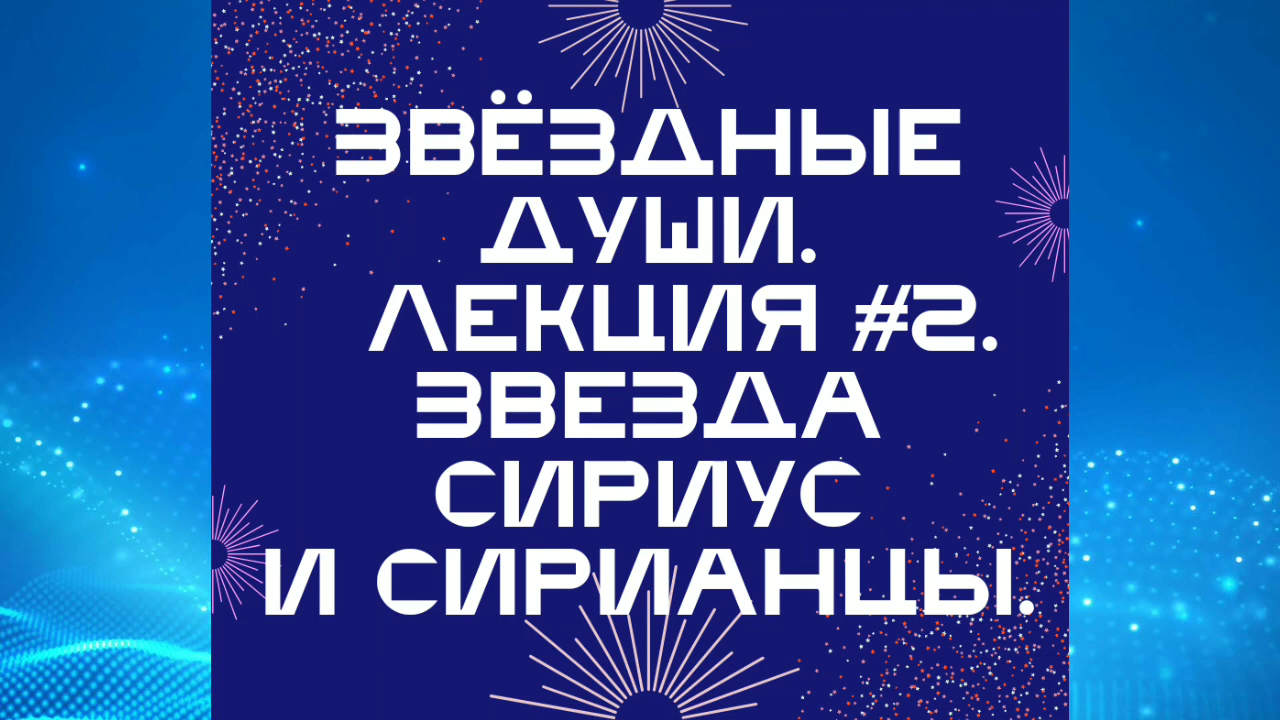 ЗВЁЗДНЫЕ
ДУШИ.
ЛЕКЦИЯ #2.
ЗВЕЗДА
СИРИУС
И СИРИАНЦЫ.